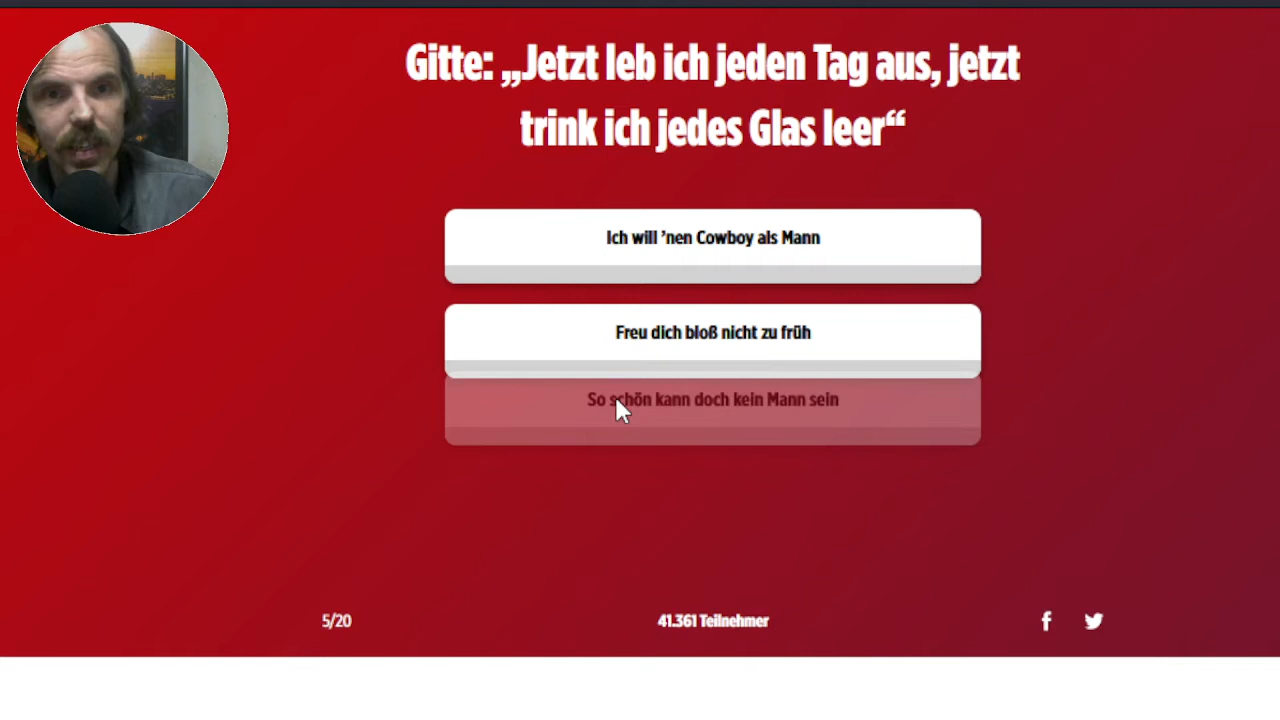 Gitte: „Jetzt leb ich jeden Tag aus, jetzt
trink ich jedes Glas leer“
Ich will ’nen Cowboy als Mann
Freu dich bloß nicht zu früh
So schön kann doch kein Mann sein
5/20
41.361 Teilnehmer